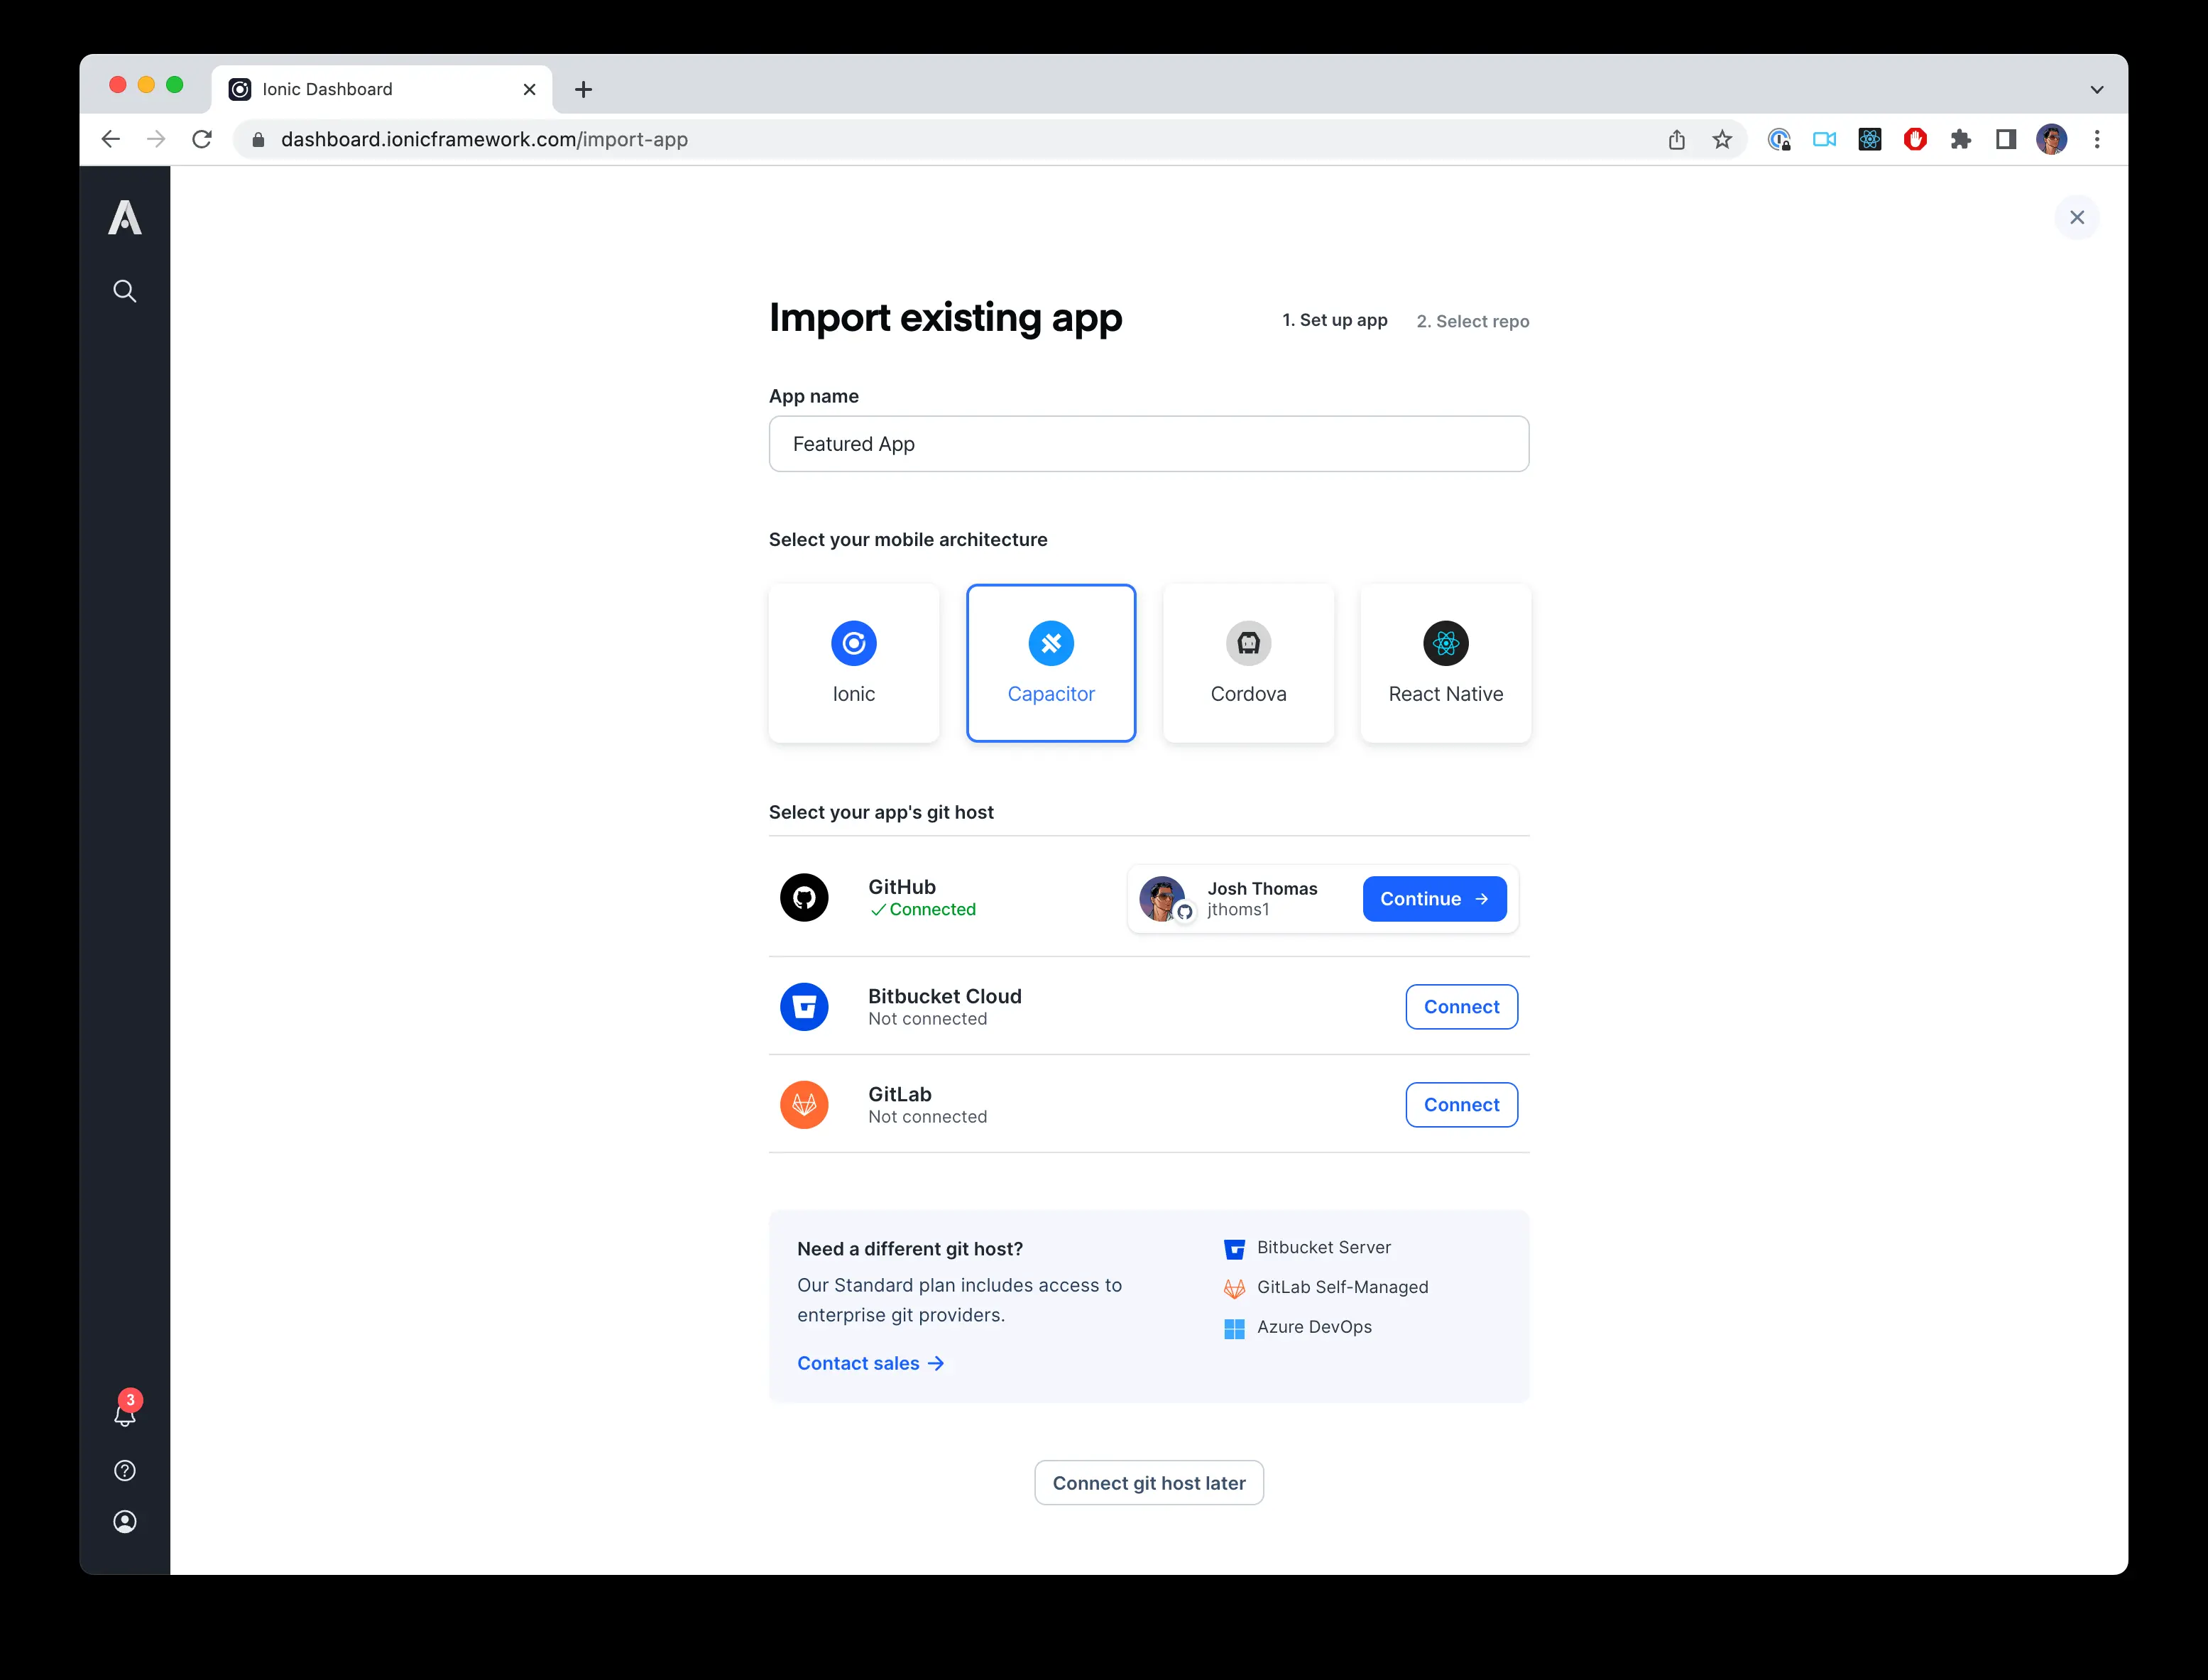 Ionic Dashboard
dashboard.ionicframework.com/import-app
Import existing app
1. Set up app
2. Select repo
App name
Featured App
Select your mobile architecture
Ionic
Capacitor
Cordova
React Native
Select your app's git host
GitHub
Connected
Josh Thomas
jthoms1
Continue
Bitbucket Cloud
Not connected
Connect
GitLab
Not connected
Connect
Need a different git host?
Our Standard plan includes access to
enterprise git providers.
Contact sales
Bitbucket Server
GitLab Self-Managed
Azure DevOps
3
Connect git host later